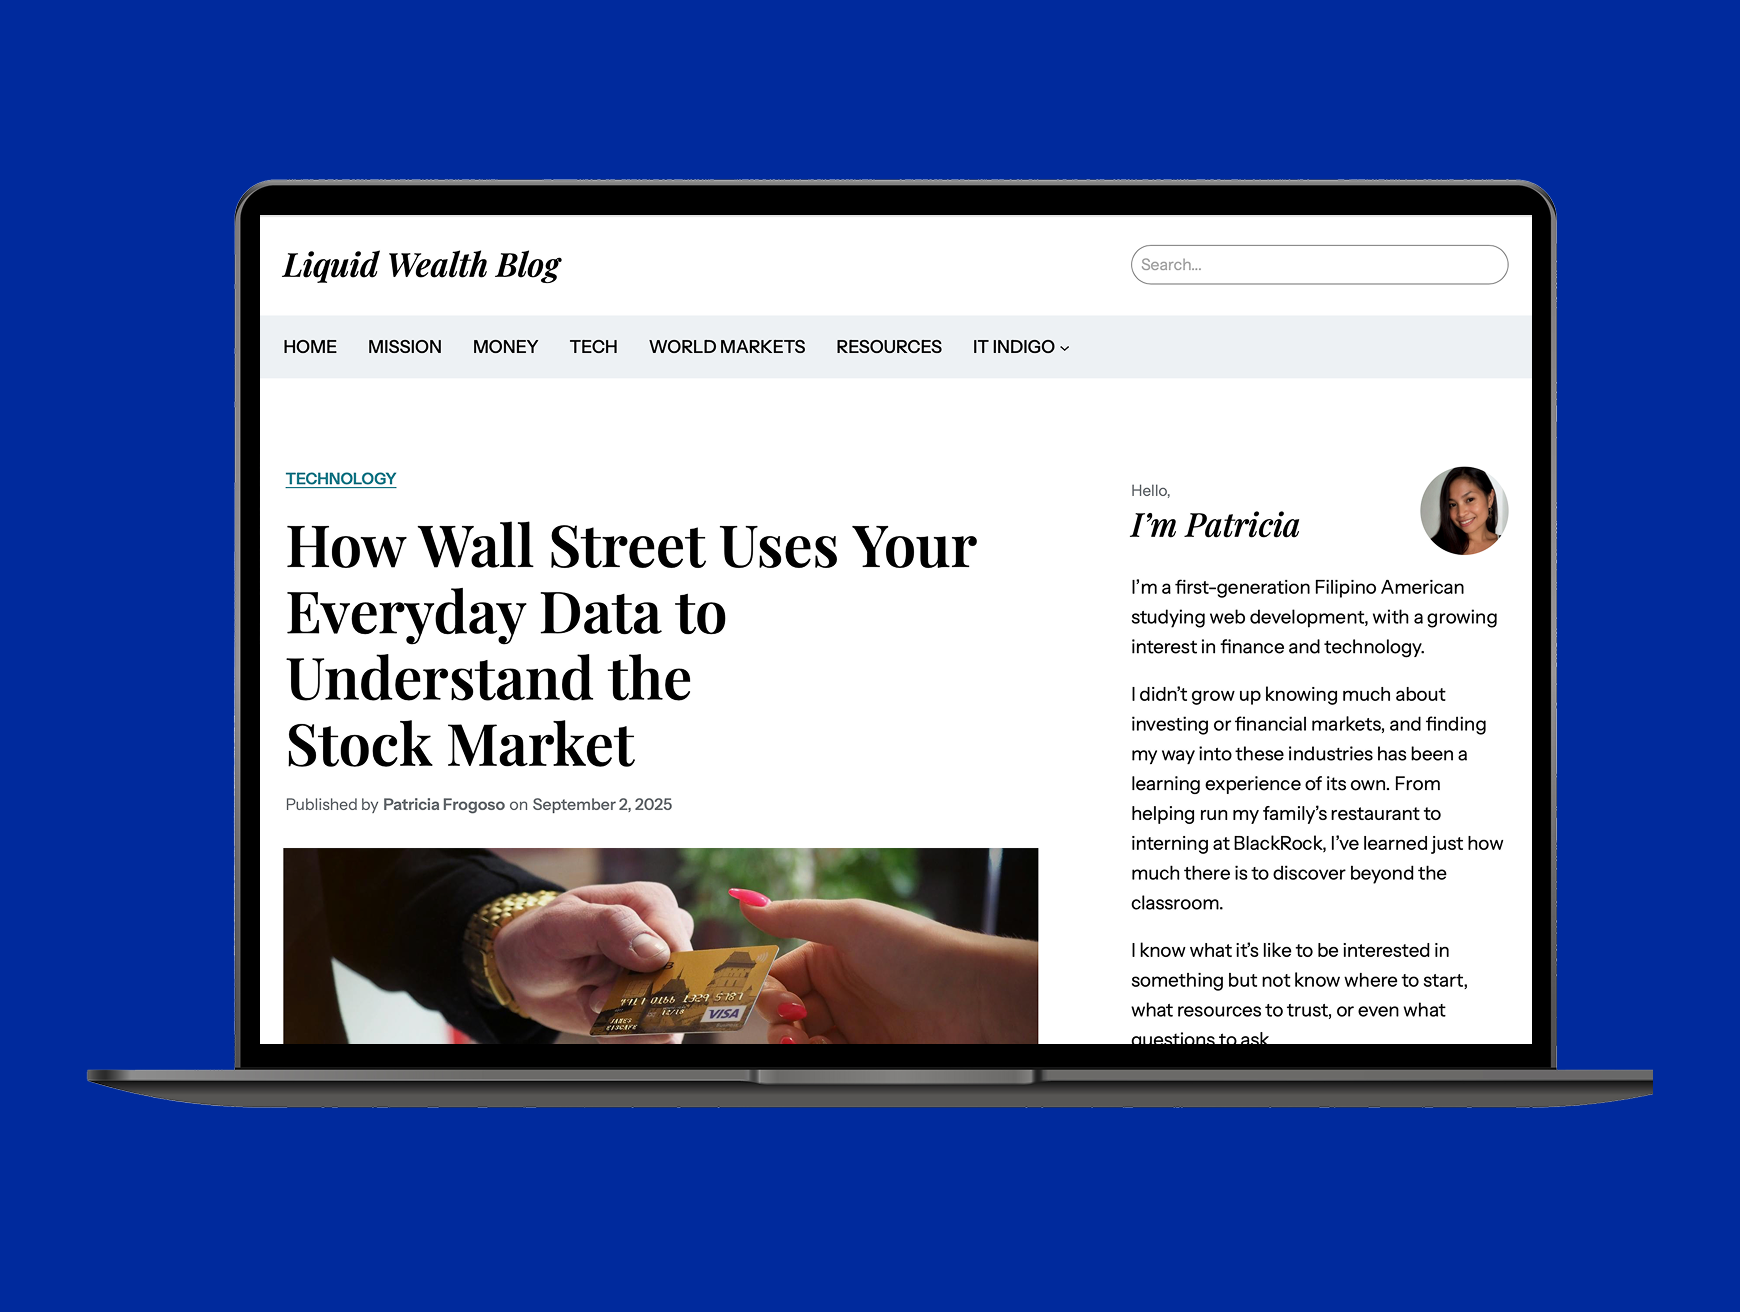 Liquid Wealth Blog
Search...
HOME MISSION MONEY TECH WORLD MARKETS RESOURCES IT INDIGO
TECHNOLOGY
How Wall Street Uses Your
Everyday Data to
Understand the
Stock Market
Published by Patricia Frogoso on September 2, 2025
VISA
Hello,
I'm Patricia
I'm a first-generation Filipino American
studying web development, with a growing
interest in finance and technology.
I didn't grow up knowing much about
investing or financial markets, and finding
my way into these industries has been a
learning experience of its own. From
helping run my family's restaurant to
interning at BlackRock, I've learned just how
much there is to discover beyond the
classroom.
I know what it's like to be interested in
something but not know where to start,
what resources to trust, or even what
questions to ask